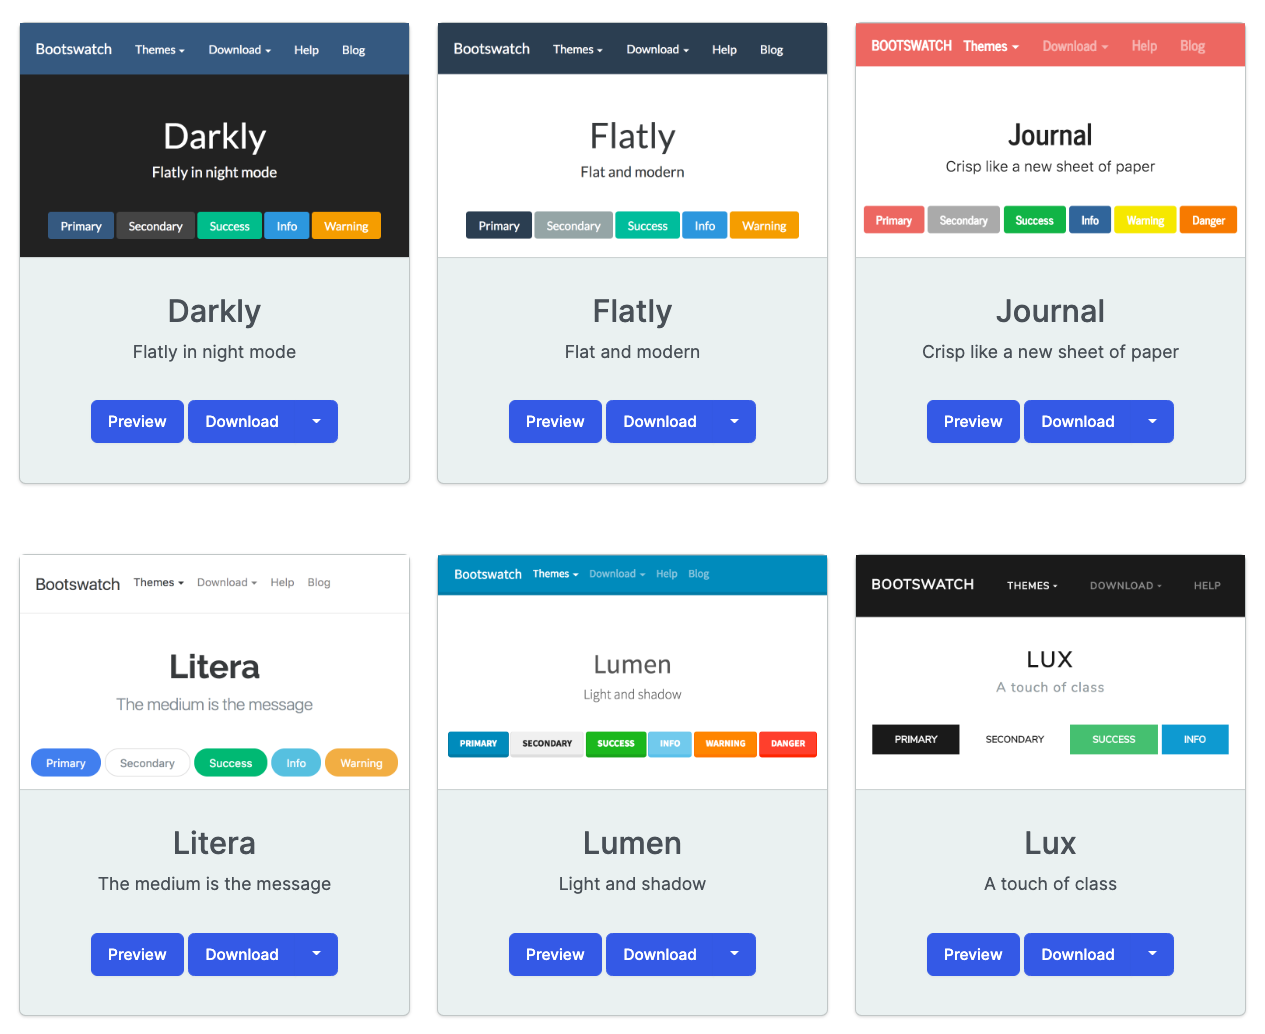 Bootswatch Themes Download Help Blog
Darkly
Flatly in night mode
Primary Secondary Success Info Warning
Darkly
Flatly in night mode
Preview Download
Bootswatch Themes Download Help Blog
Flatly
Flat and modern
Primary Secondary Success Info Warning
Flatly
Flat and modern
Preview Download
BOOTSWATCH Themes Download Help Blog
Journal
Crisp like a new sheet of paper
Primary Secondary Success Info Warning Danger
Journal
Crisp like a new sheet of paper
Preview Download
Bootswatch Themes Download Help Blog
Litera
The medium is the message
Primary Secondary Success Info Warning
Litera
The medium is the message
Preview Download
Bootswatch Themes Download Help Blog
Lumen
Light and shadow
PRIMARY SECONDARY SUCCESS INFO WARNING DANGER
Lumen
Light and shadow
Preview Download
BOOTSWATCH THEMES DOWNLOAD HELP
LUX
A touch of class
PRIMARY SECONDARY SUCCESS INFO
Lux
A touch of class
Preview Download